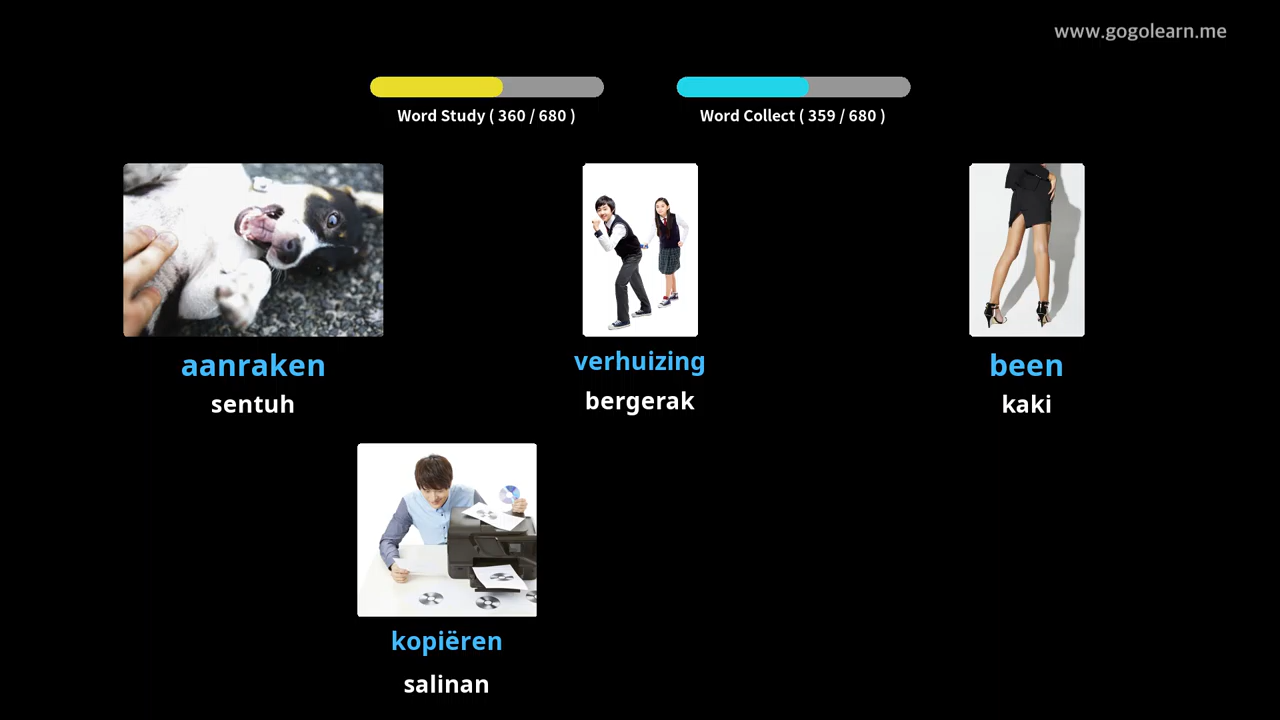 www.gogolearn.me
Word Study ( 360 / 680 )
Word Collect ( 359 / 680 )
aanraken
sentuh
verhuizing
bergerak
been
kaki
kopiëren
salinan